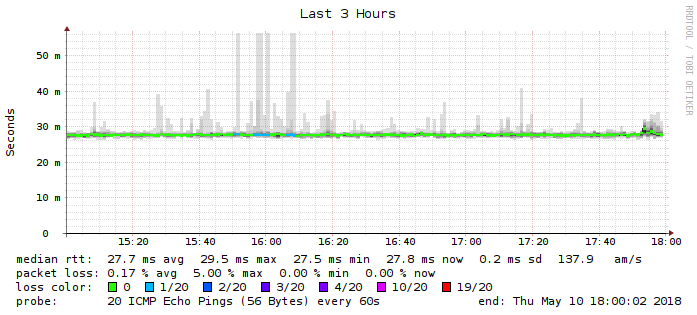 Last 3 Hours
RRDTOOL / TOBI OETIKER
Seconds
50 m
40 m
30 m
20 m
10 m
0
15:20 15:40 16:00 16:20 16:40 17:00 17:20 17:40 18:00
median rtt: 27.7 ms avg 29.5 ms max 27.5 ms min 27.8 ms now 0.2 ms sd 137.9 am/s
packet loss: 0.17 % avg 5.00 % max 0.00 % min 0.00 % now
loss color: 0 1/20 2/20 3/20 4/20 10/20 19/20
probe: 20 ICMP Echo Pings (56 Bytes) every 60s end: Thu May 10 18:00:02 2018